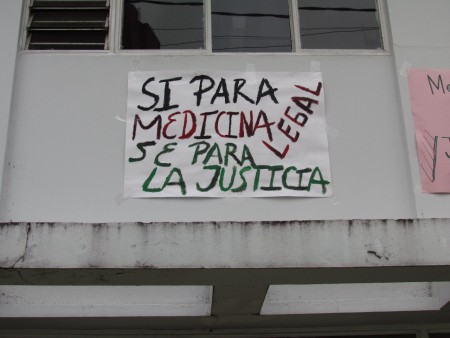 SI PARA
MEDICINA LEGAL
SE PARA
LA JUSTICIA